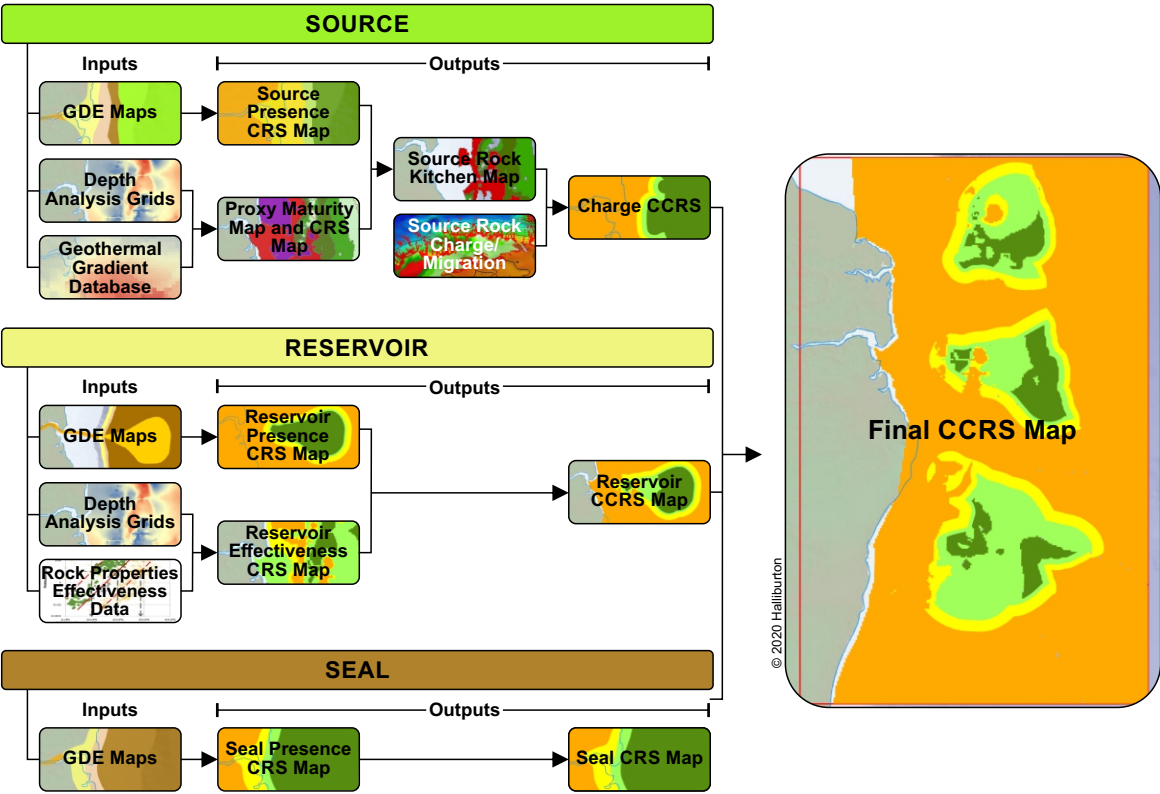 SOURCE
Inputs
Outputs
GDE Maps
Source
Presence
CRS Map
Depth
Analysis Grids
Geothermal
Gradient
Database
Proxy Maturity
Map and CRS
Map
Source Rock
Kitchen Map
Source Rock
Charge/
Migration
Charge CCRS
RESERVOIR
Inputs
Outputs
GDE Maps
Reservoir
Presence
CRS Map
Depth
Analysis Grids
Rock Properties
Effectiveness
Data
Reservoir
Effectiveness
CRS Map
Reservoir
CCRS Map
SEAL
Inputs
Outputs
GDE Maps
Seal Presence
CRS Map
Seal CRS Map
Final CCRS Map
© 2020 Halliburton